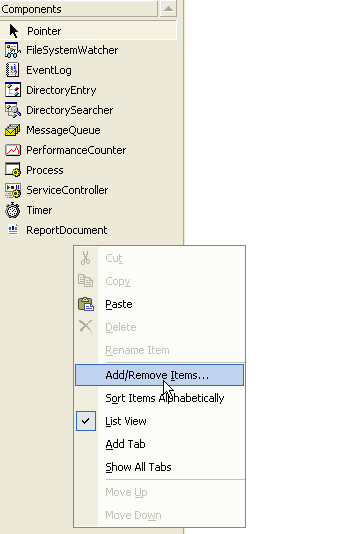 Components
Pointer
FileSystemWatcher
EventLog
DirectoryEntry
DirectorySearcher
MessageQueue
PerformanceCounter
Process
ServiceController
Timer
ReportDocument
Cut
Copy
Paste
Delete
Rename Item
Add/Remove Items...
Sort Items Alphabetically
List View
Add Tab
Show All Tabs
Move Up
Move Down